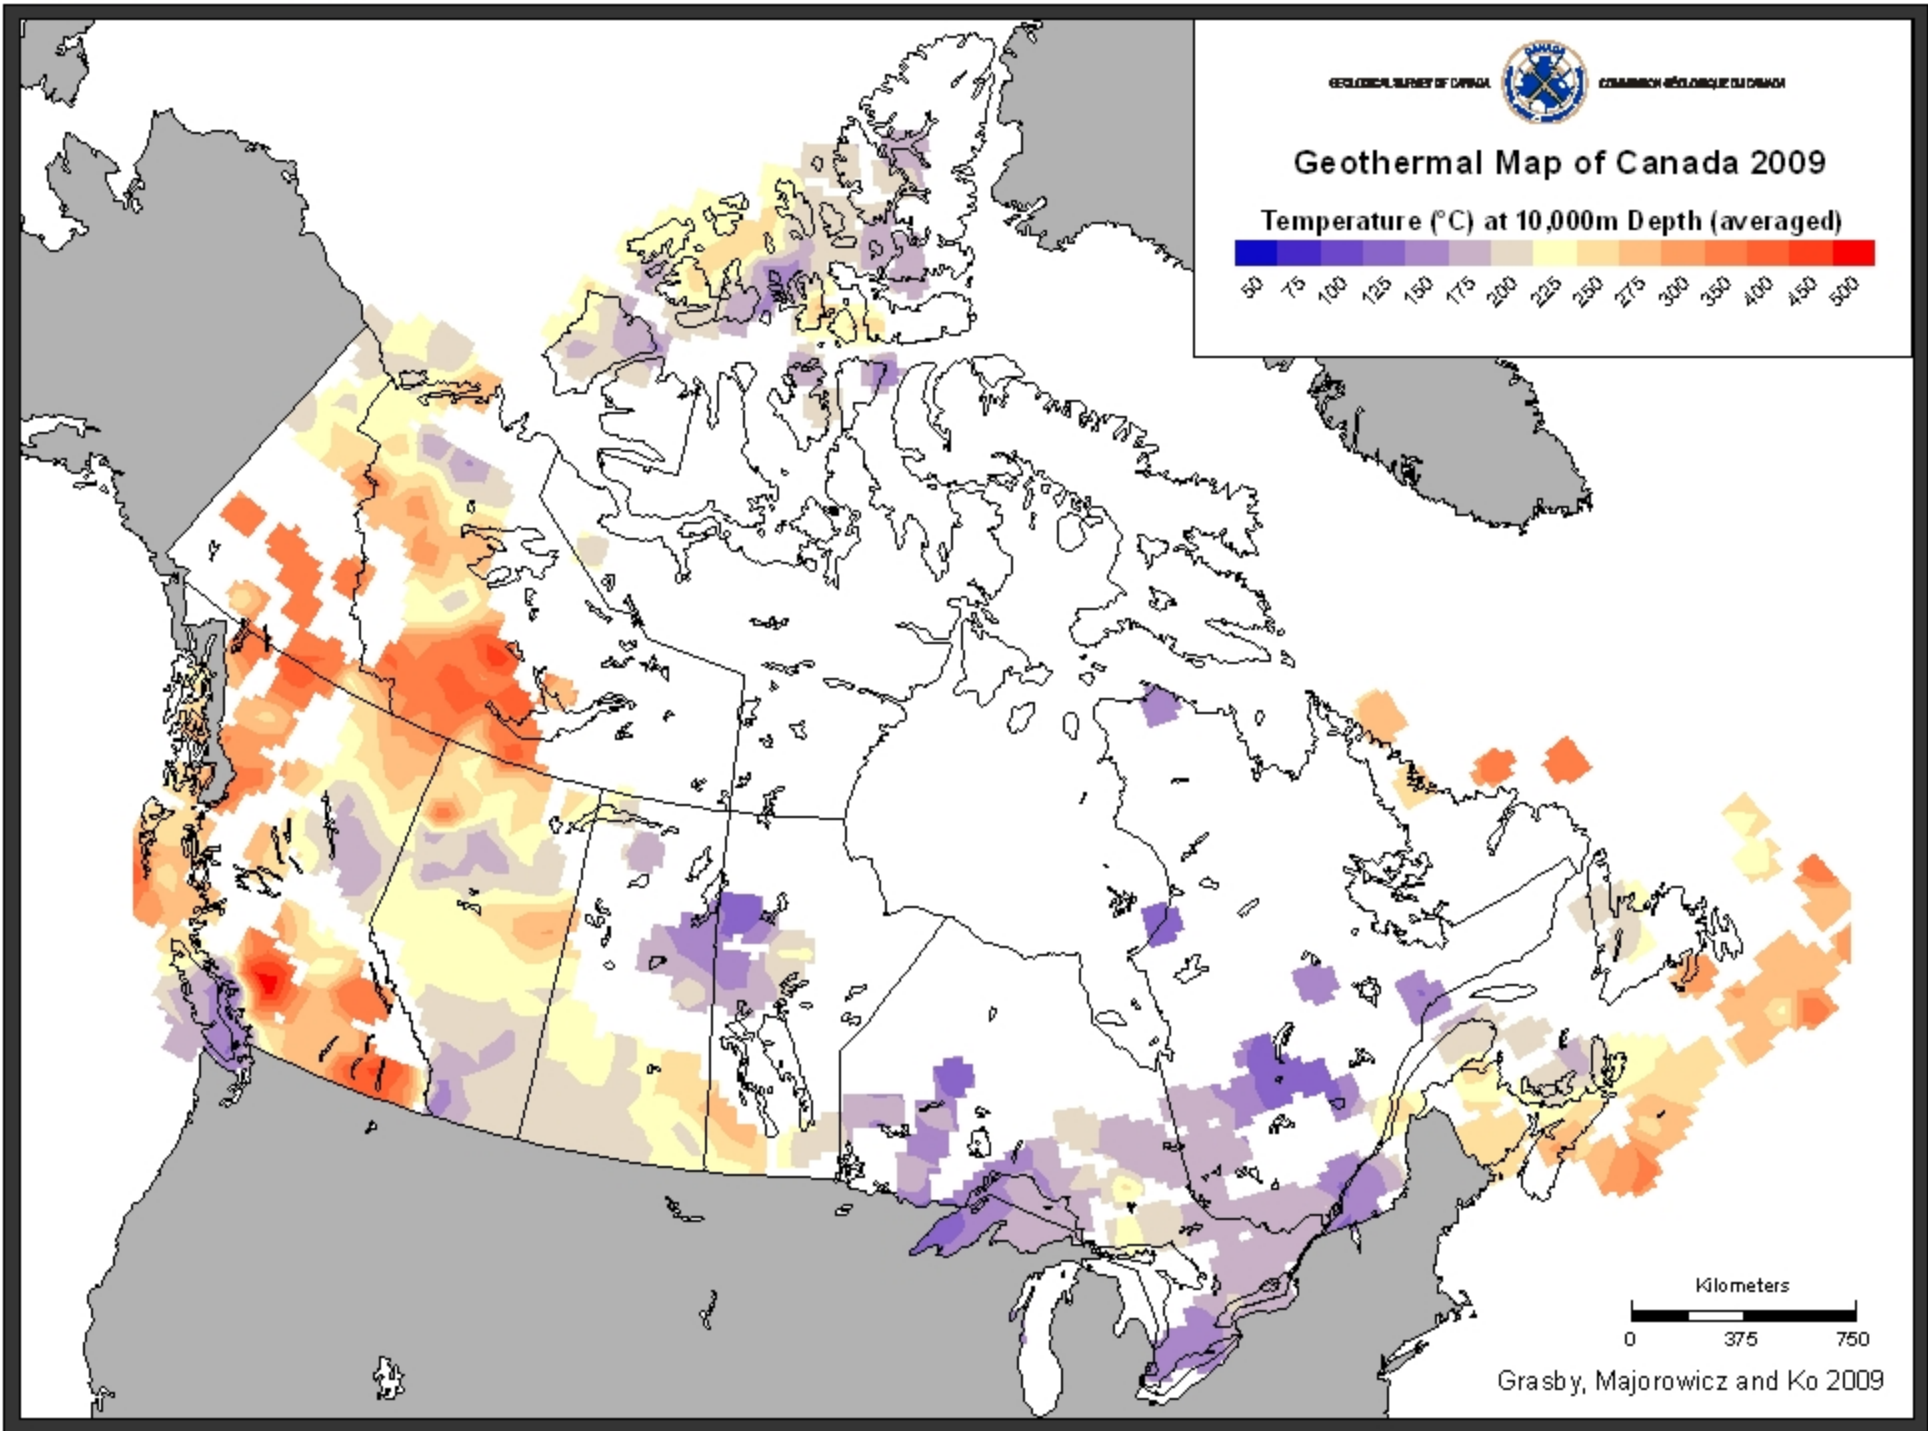 CANADA
GEOLOGICAL SURVEY OF CANADA
COMMISSION GÉOLOGIQUE DU CANADA
Geothermal Map of Canada 2009
Temperature (°C) at 10,000m Depth (averaged)
50 75 100 125 150 175 200 225 250 275 300 350 400 450 500
Kilometers
0 375 750
Grasby, Majorowicz and Ko 2009